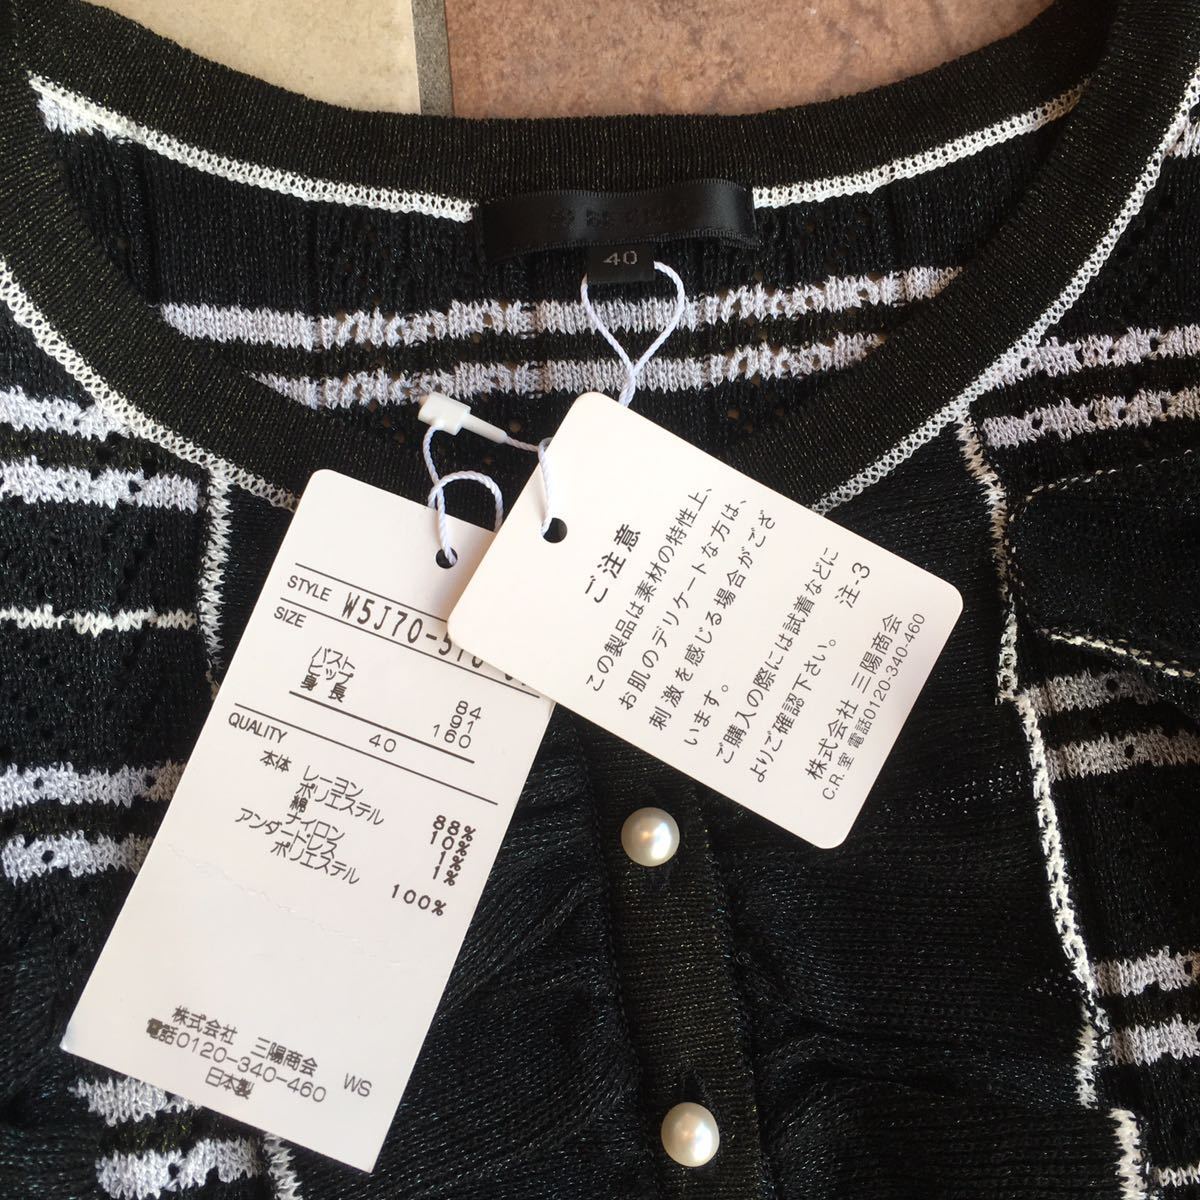 40
STYLE W5J70-5
SIZE
バスト 84
ヒップ 91
身長 160
40
QUALITY
本体 レーヨン 88%
ポリエステル 10%
綿 1%
ナイロン 1%
アンダードレス
ポリエステル 100%
株式会社 三陽商会
電話0120-340-460 WS
日本製
ご注意
この製品は素材の特性上、
お肌のデリケートな方は、
刺激を感じる場合がござ
います。
ご購入の際には試着などに
よりご確認下さい。
注-3
株式会社 三陽商会
C.R.室 電話0120-340-460